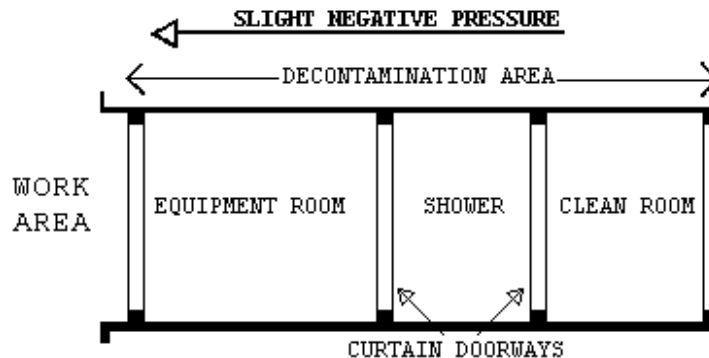 SLIGHT NEGATIVE PRESSURE
DECONTAMINATION AREA
WORK
AREA
EQUIPMENT ROOM
SHOWER
CLEAN ROOM
CURTAIN DOORWAYS